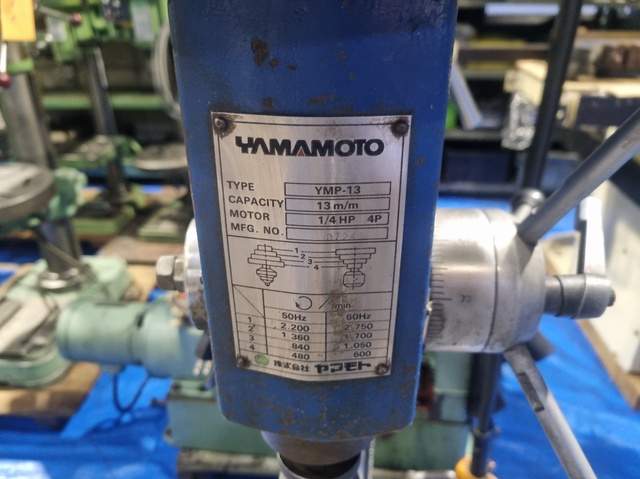 YAMAMOTO
TYPE YMP-13
CAPACITY 13 m/m
MOTOR 1/4 HP 4P
MFG. NO.
1
2
3
4
/min
50Hz 60Hz
1 2.200 2.750
2 1.360 1.700
3 840 1.050
4 480 600
株式会社 ヤマモト